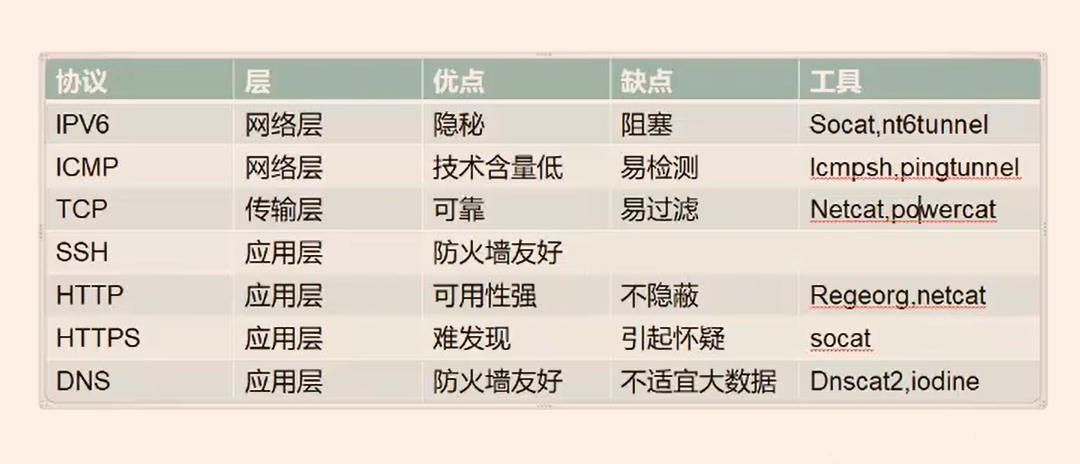 协议 层 优点 缺点 工具
IPV6 网络层 隐秘 阻塞 Socat,nt6tunnel
ICMP 网络层 技术含量低 易检测 Icmpsh,pingtunnel
TCP 传输层 可靠 易过滤 Netcat,powercat
SSH 应用层 防火墙友好
HTTP 应用层 可用性强 不隐蔽 Regeorg,netcat
HTTPS 应用层 难发现 引起怀疑 socat
DNS 应用层 防火墙友好 不适宜大数据 Dnscat2,iodine